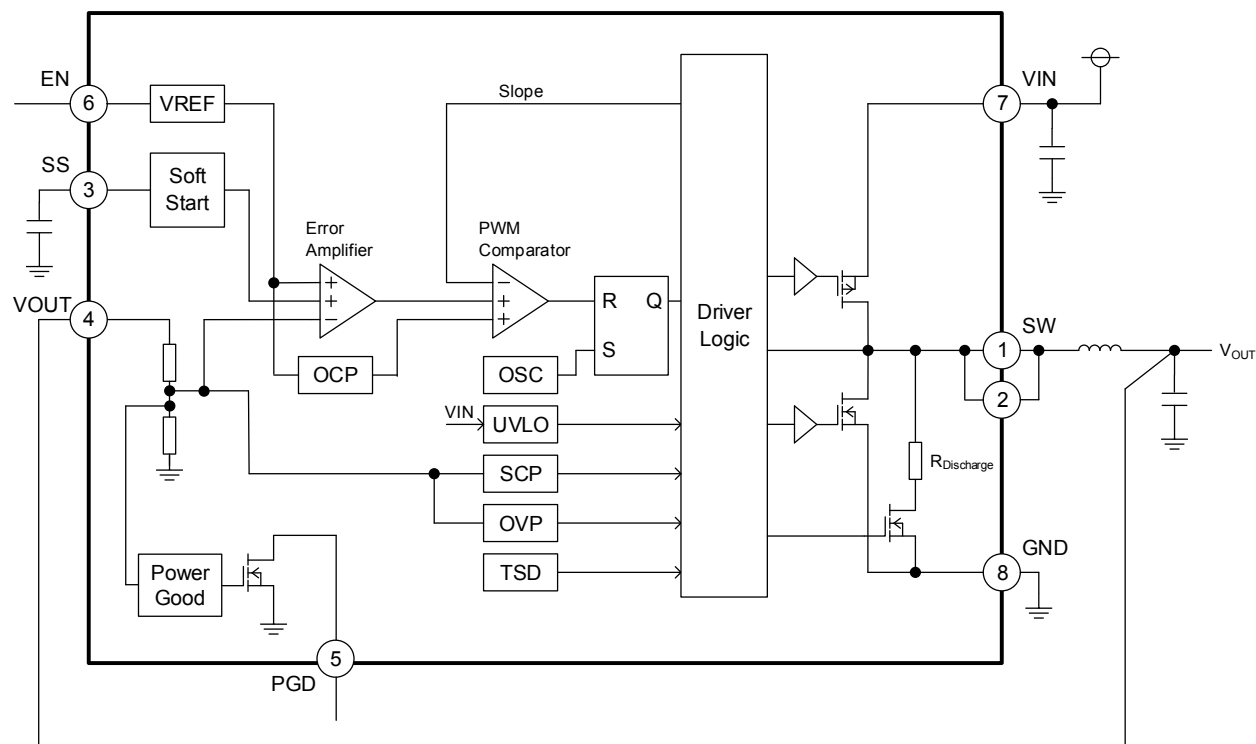 EN
6
VREF
SS
3
Soft
Start
VOUT
4
Slope
Error
Amplifier
+
+
−
PWM
Comparator
−
+
+
OCP
R
Q
S
OSC
VIN
UVLO
SCP
OVP
TSD
Driver
Logic
Power
Good
5
PGD
VIN
7
SW
1
2
VOUT
RDischarge
GND
8